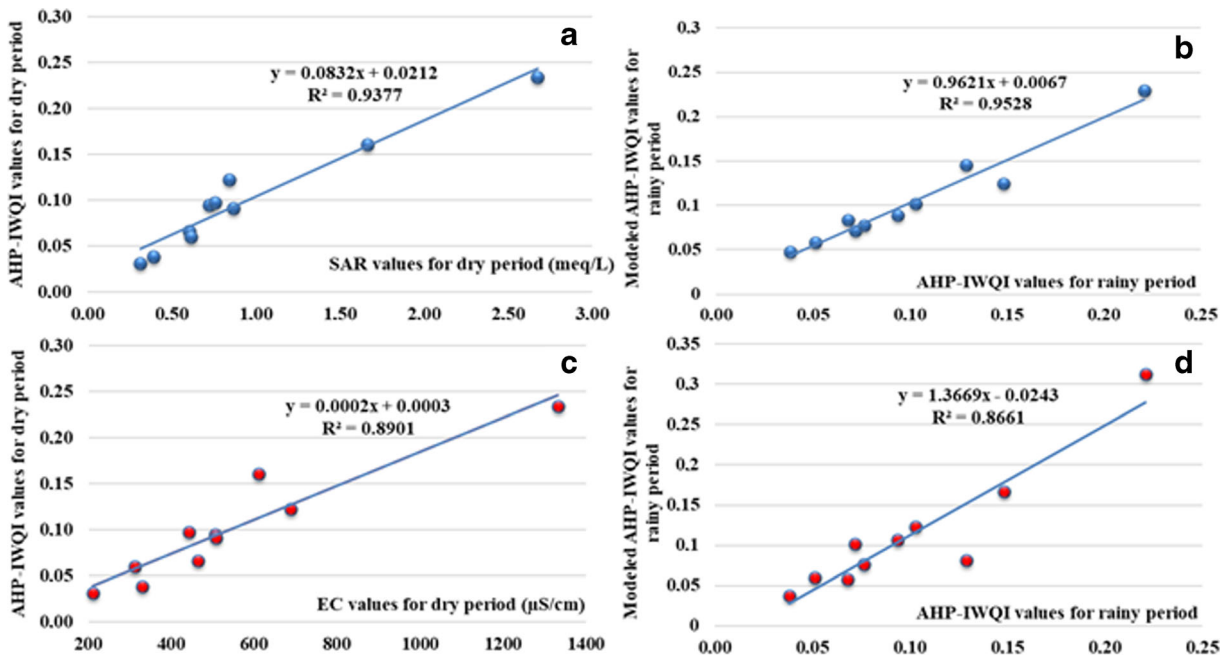 a
AHP-IWQI values for dry period
0.30
0.25
0.20
0.15
0.10
0.05
0.00
y = 0.0832x + 0.0212
R² = 0.9377
SAR values for dry period (meq/L)
0.00 0.50 1.00 1.50 2.00 2.50 3.00
b
Modeled AHP-IWQI values for
rainy period
0.3
0.25
0.2
0.15
0.1
0.05
0
y = 0.9621x + 0.0067
R² = 0.9528
AHP-IWQI values for rainy period
0.00 0.05 0.10 0.15 0.20 0.25
c
AHP-IWQI values for dry period
0.30
0.25
0.20
0.15
0.10
0.05
0.00
y = 0.0002x + 0.0003
R² = 0.8901
EC values for dry period (µS/cm)
200 400 600 800 1000 1200 1400
d
Modeled AHP-IWQI values for
rainy period
0.35
0.3
0.25
0.2
0.15
0.1
0.05
0
y = 1.3669x - 0.0243
R² = 0.8661
AHP-IWQI values for rainy period
0.00 0.05 0.10 0.15 0.20 0.25